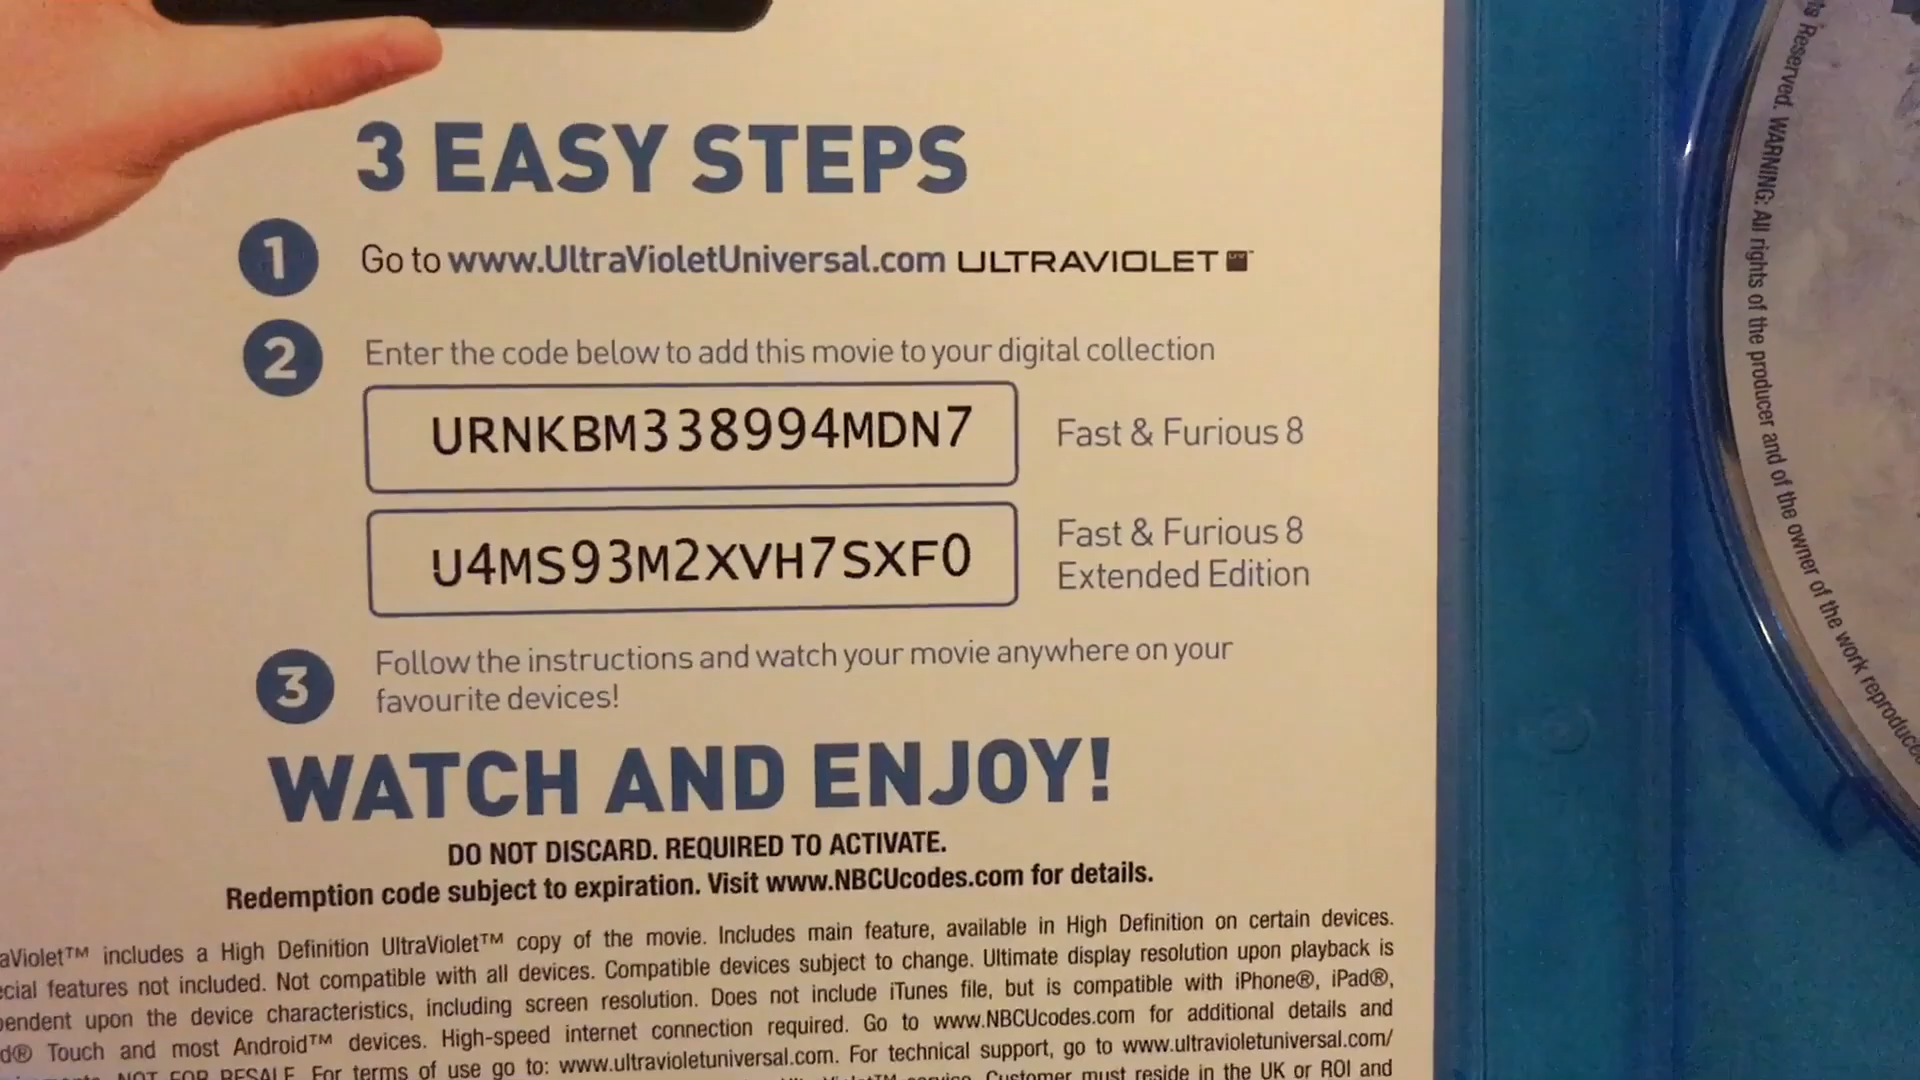 3 EASY STEPS
1 Go to www.UltraVioletUniversal.com ULTRAVIOLET
2 Enter the code below to add this movie to your digital collection
URNKBM338994MDN7 Fast & Furious 8
U4MS93M2XVH7SXF0 Fast & Furious 8
Extended Edition
3 Follow the instructions and watch your movie anywhere on your
favourite devices!
WATCH AND ENJOY!
DO NOT DISCARD. REQUIRED TO ACTIVATE.
Redemption code subject to expiration. Visit www.NBCUcodes.com for details.
aViolet™ includes a High Definition UltraViolet™ copy of the movie. Includes main feature, available in High Definition on certain devices.
cial features not included. Not compatible with all devices. Compatible devices subject to change. Ultimate display resolution upon playback is
pendent upon the device characteristics, including screen resolution. Does not include iTunes file, but is compatible with iPhone®, iPad®,
d® Touch and most Android™ devices. High-speed internet connection required. Go to www.NBCUcodes.com for additional details and
NOT FOR RESALE. For terms of use go to: www.ultravioletuniversal.com. For technical support, go to www.ultravioletuniversal.com/
service. Customer must reside in the UK or ROI and
ts Reserved. WARNING: All rights of the producer and of the owner of the work reproduced